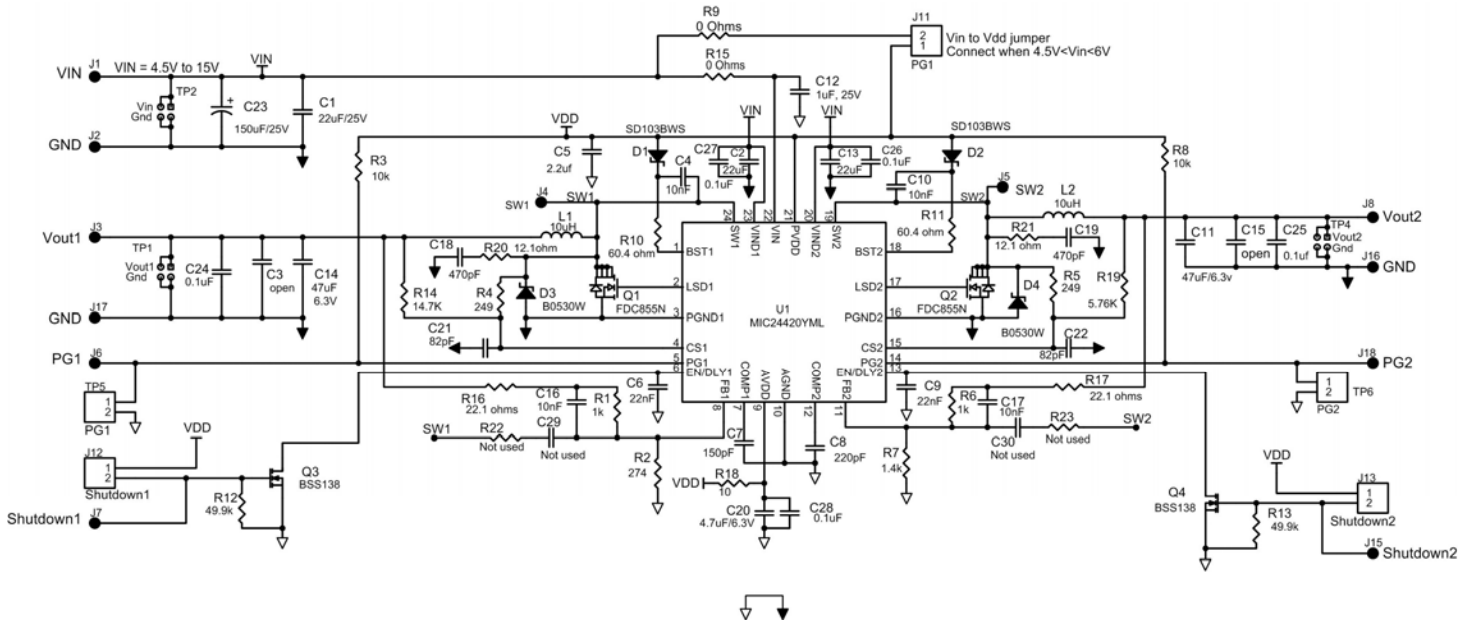 R9
0 Ohms
J11
2
1
PG1
Vin to Vdd jumper
Connect when 4.5V<Vin<6V
R15
0 Ohms
J1
VIN
VIN = 4.5V to 15V
VIN
TP2
Vin
Gnd
C23
150uF/25V
C1
22uF/25V
C12
1uF, 25V
J2
GND
VDD
SD103BWS
VIN
VIN
SD103BWS
R3
10k
C5
2.2uf
D1
C4
10nF
C27
0.1uF
C2
22uF
C13
22uF
C26
0.1uF
C10
10nF
D2
R8
10k
J4
SW1
SW1
SW2
J5
SW2
24
23
22
21
20
19
SW1
VIND1
VIN
PVDD
VIND2
SW2
J3
Vout1
L1
10uH
L2
10uH
J8
Vout2
TP1
Vout1
Gnd
C24
0.1uF
C3
open
C14
47uF
6.3V
C18
470pF
R20
12.1ohm
R10
60.4 ohm
R11
60.4 ohm
R21
12.1 ohm
C19
470pF
C11
47uF/6.3v
C15
open
C25
0.1uf
TP4
Vout2
Gnd
J16
GND
1
BST1
BST2
18
2
LSD1
LSD2
17
3
PGND1
PGND2
16
4
CS1
CS2
15
5
PG1
PG2
14
6
EN/DLY1
EN/DLY2
13
U1
MIC24420YML
R14
14.7K
R4
249
D3
B0530W
Q1
FDC855N
Q2
FDC855N
D4
B0530W
R5
249
R19
5.76K
J17
GND
C21
82pF
C22
82pF
J6
PG1
J18
PG2
TP5
1
2
PG1
1
2
TP6
PG2
FB1
COMP1
AVDD
AGND
COMP2
FB2
8
7
9
10
12
11
R16
22.1 ohms
C16
10nF
R1
1k
C6
22nF
C9
22nF
R6
1k
C17
10nF
R17
22.1 ohms
SW1
R22
Not used
C29
Not used
C30
Not used
R23
Not used
SW2
C7
150pF
C8
220pF
R2
274
R7
1.4k
VDD
R18
10
C20
4.7uF/6.3V
C28
0.1uF
VDD
J12
1
2
Shutdown1
Q3
BSS138
R12
49.9k
J7
Shutdown1
VDD
J13
1
2
Shutdown2
Q4
BSS138
R13
49.9k
J15
Shutdown2